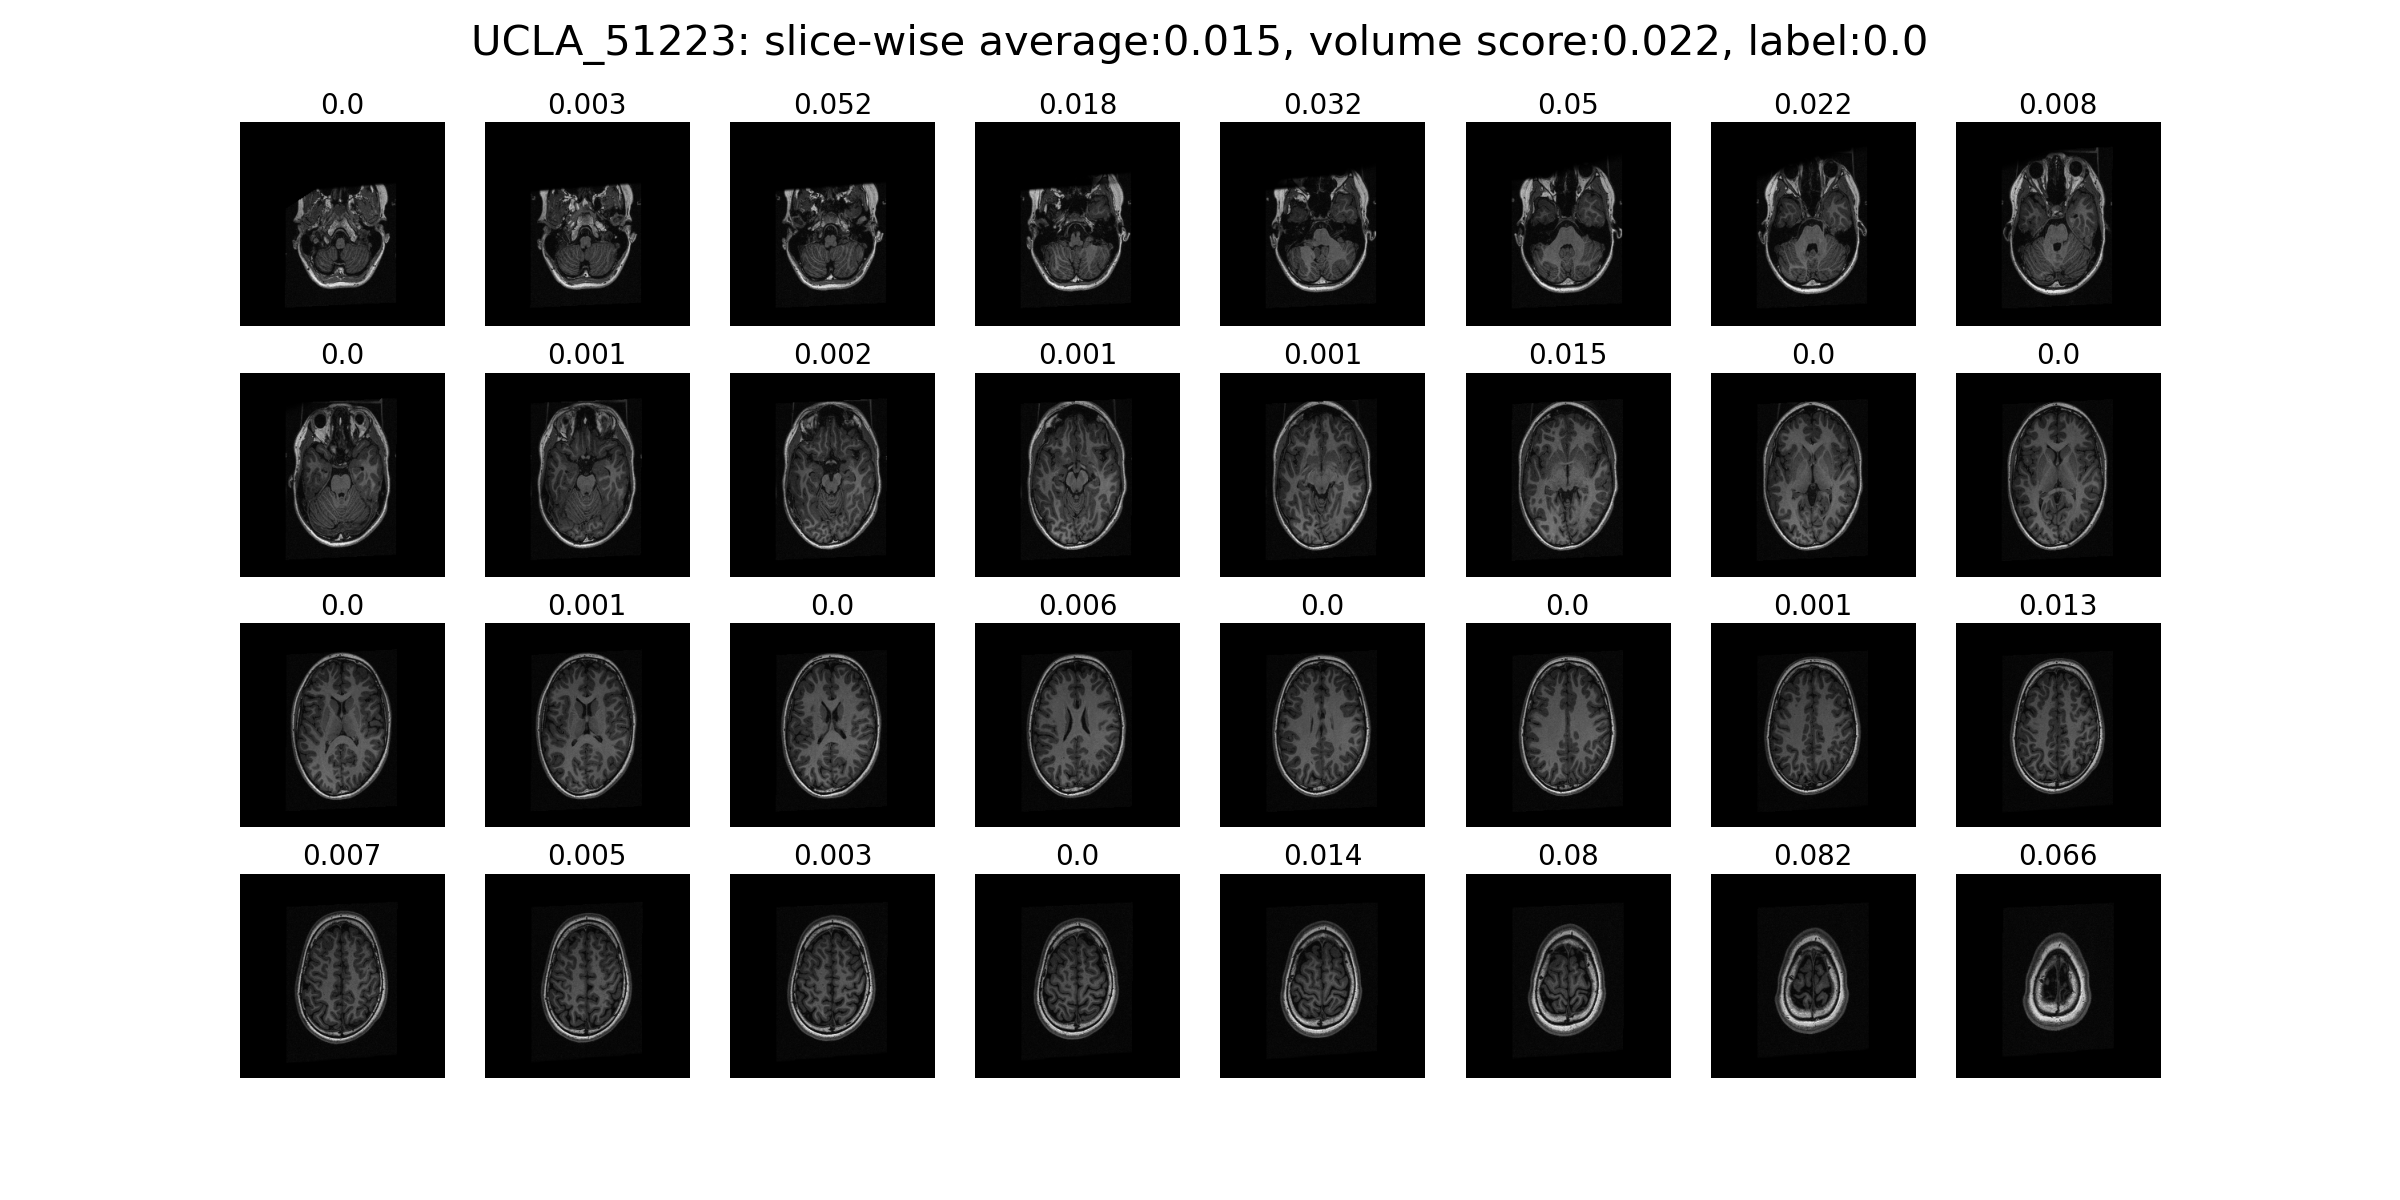 UCLA_51223: slice-wise average:0.015, volume score:0.022, label:0.0
0.0 0.003 0.052 0.018 0.032 0.05 0.022 0.008
0.0 0.001 0.002 0.001 0.001 0.015 0.0 0.0
0.0 0.001 0.0 0.006 0.0 0.0 0.001 0.013
0.007 0.005 0.003 0.0 0.014 0.08 0.082 0.066